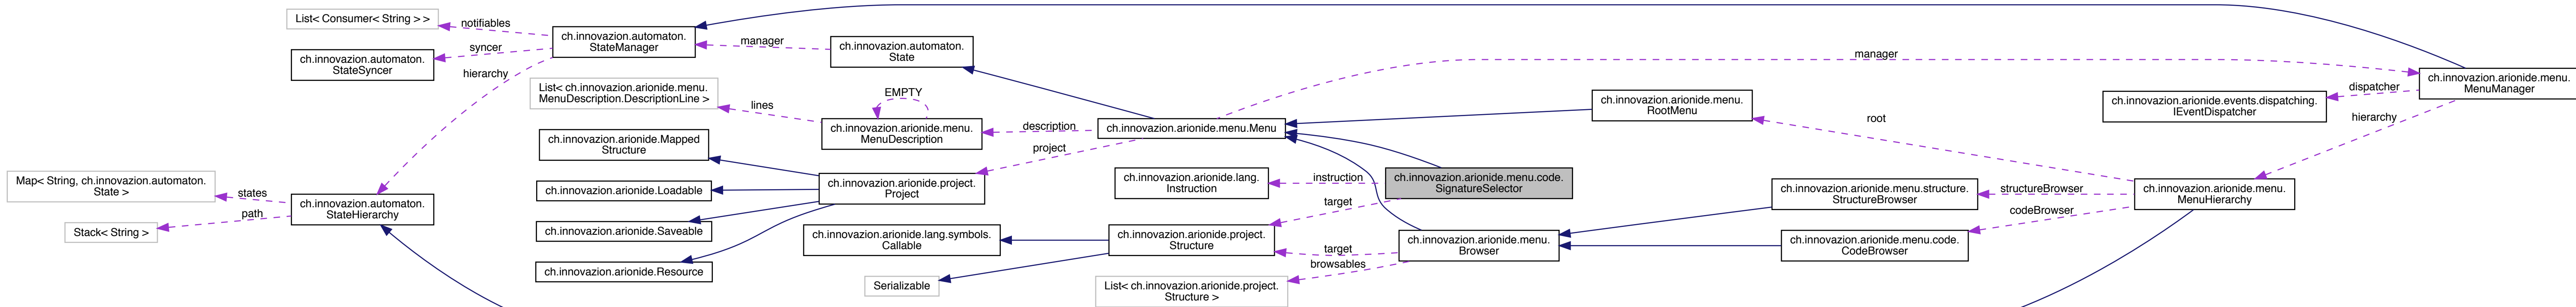 List< Consumer< String > >
notifiables
ch.innovazion.automaton.
StateManager
syncer
ch.innovazion.automaton.
StateSyncer
hierarchy
manager
ch.innovazion.automaton.
State
manager
ch.innovazion.arionide.menu.
MenuManager
dispatcher
ch.innovazion.arionide.events.dispatching.
IEventDispatcher
hierarchy
List< ch.innovazion.arionide.menu.
MenuDescription.DescriptionLine >
lines
EMPTY
ch.innovazion.arionide.menu.
MenuDescription
description
ch.innovazion.arionide.menu.Menu
ch.innovazion.arionide.menu.
RootMenu
root
ch.innovazion.arionide.Mapped
Structure
project
Map< String, ch.innovazion.automaton.
State >
states
path
Stack< String >
ch.innovazion.automaton.
StateHierarchy
ch.innovazion.arionide.Loadable
ch.innovazion.arionide.project.
Project
ch.innovazion.arionide.lang.
Instruction
instruction
ch.innovazion.arionide.menu.code.
SignatureSelector
target
ch.innovazion.arionide.menu.structure.
StructureBrowser
structureBrowser
codeBrowser
ch.innovazion.arionide.menu.
MenuHierarchy
ch.innovazion.arionide.Saveable
ch.innovazion.arionide.lang.symbols.
Callable
ch.innovazion.arionide.project.
Structure
target
browsables
ch.innovazion.arionide.menu.
Browser
ch.innovazion.arionide.menu.code.
CodeBrowser
ch.innovazion.arionide.Resource
Serializable
List< ch.innovazion.arionide.project.
Structure >